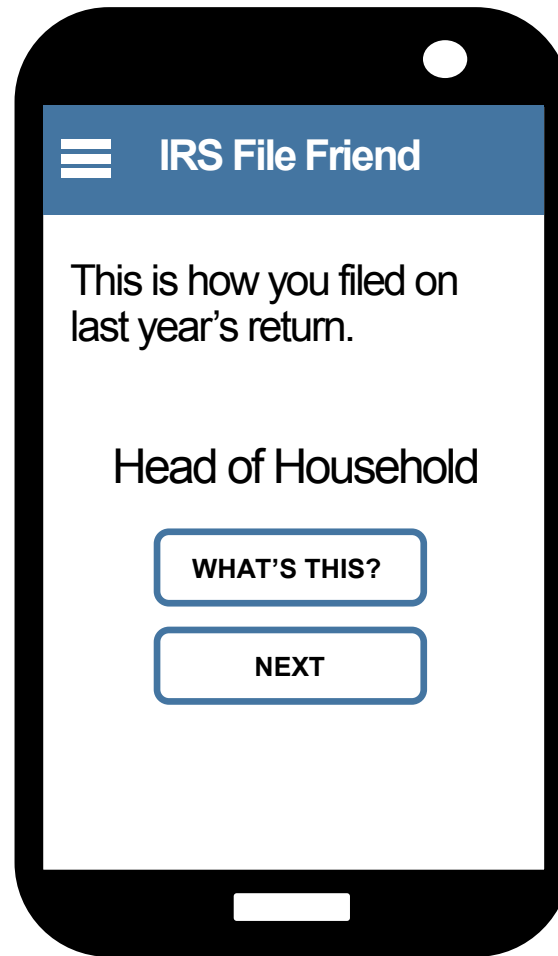 IRS File Friend
This is how you filed on
last year’s return.
Head of Household
WHAT’S THIS?
NEXT